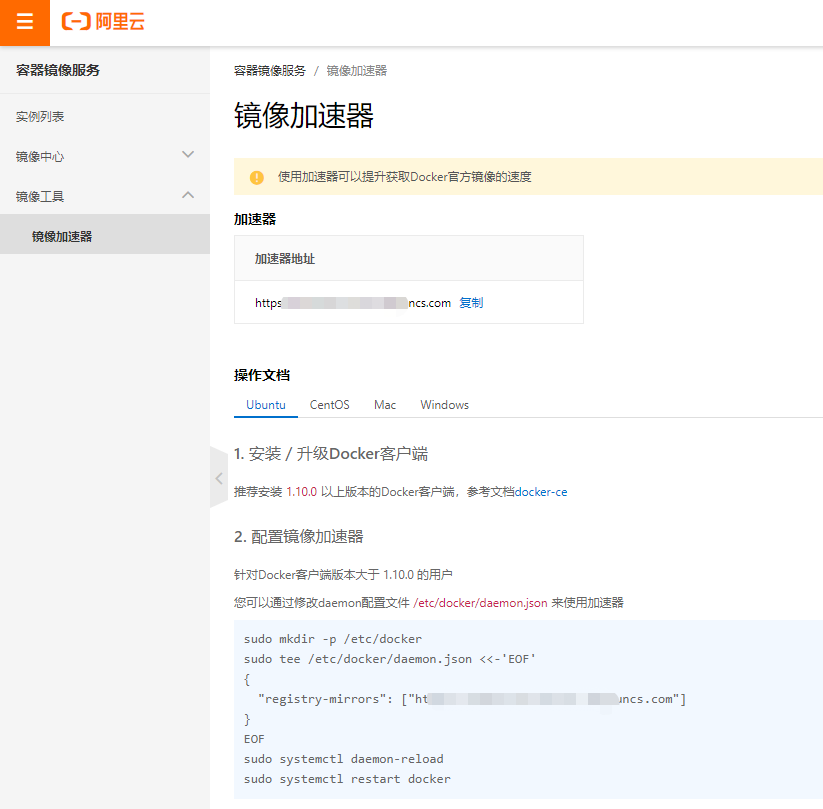 阿里云
容器镜像服务
实例列表
镜像中心
镜像工具
镜像加速器
容器镜像服务 / 镜像加速器
镜像加速器
使用加速器可以提升获取Docker官方镜像的速度
加速器
加速器地址
https ncs.com 复制
操作文档
Ubuntu CentOS Mac Windows
1. 安装 / 升级Docker客户端
推荐安装 1.10.0 以上版本的Docker客户端，参考文档docker-ce
2. 配置镜像加速器
针对Docker客户端版本大于 1.10.0 的用户
您可以通过修改daemon配置文件 /etc/docker/daemon.json 来使用加速器
sudo mkdir -p /etc/docker
sudo tee /etc/docker/daemon.json <<-'EOF'
{
  "registry-mirrors": ["ht uncs.com"]
}
EOF
sudo systemctl daemon-reload
sudo systemctl restart docker